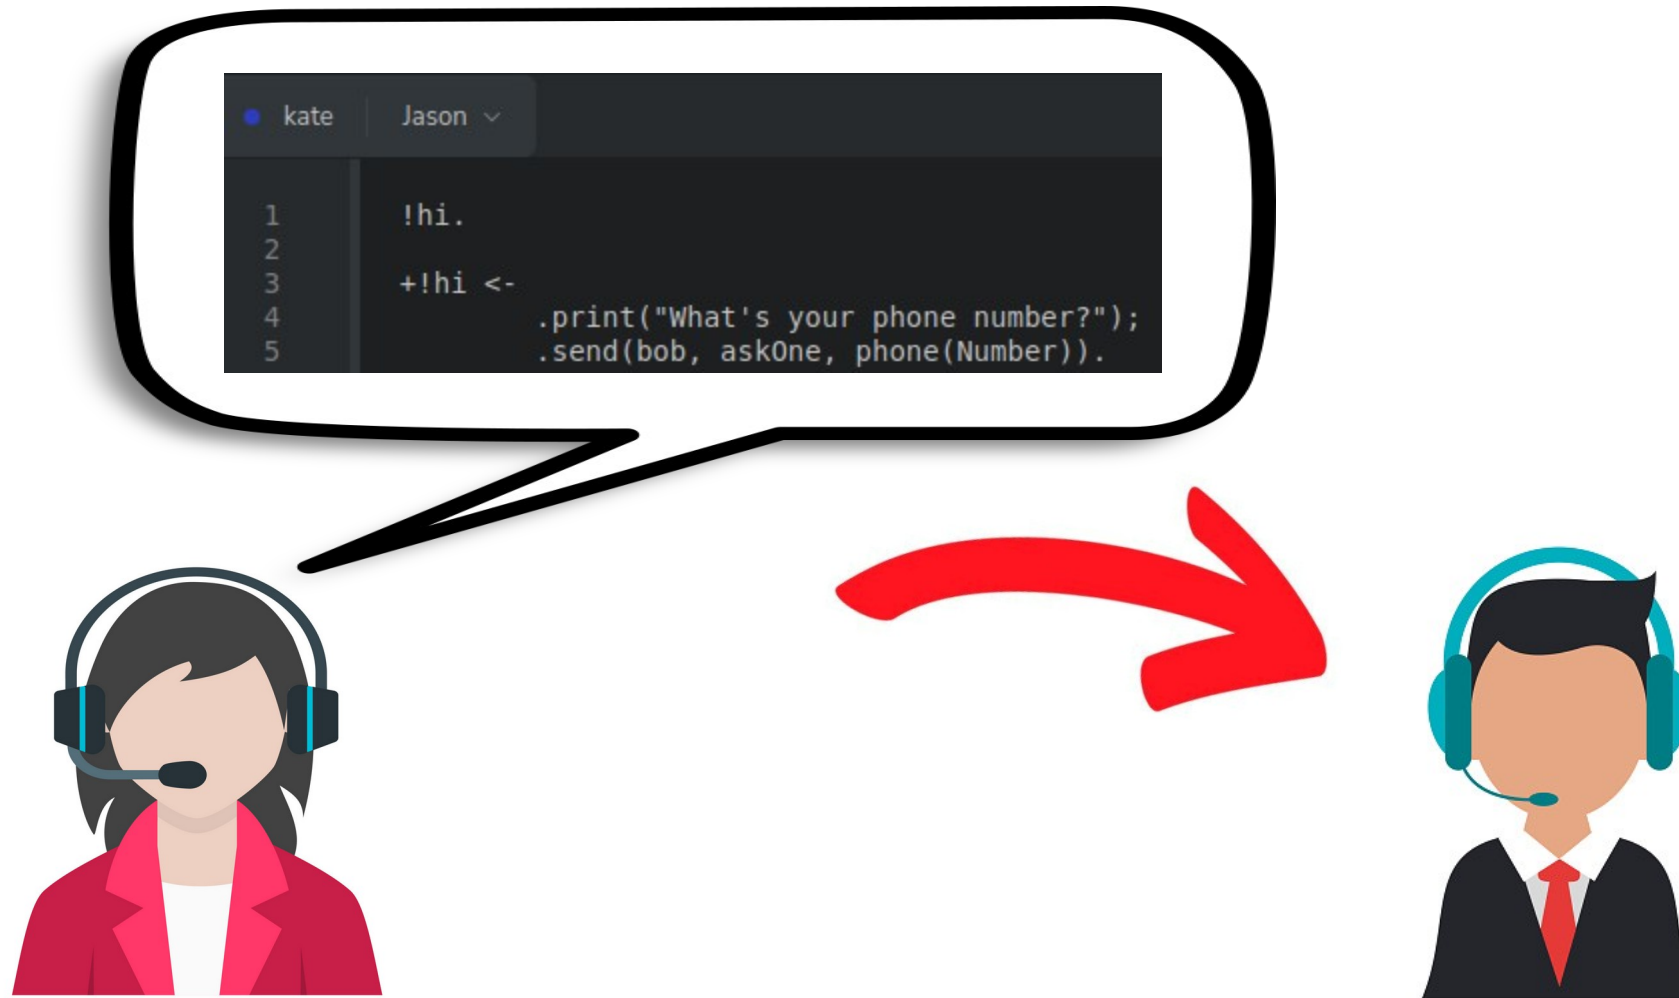 kate Jason
1 !hi.
2
3 +!hi <-
4 .print("What's your phone number?");
5 .send(bob, askOne, phone(Number)).